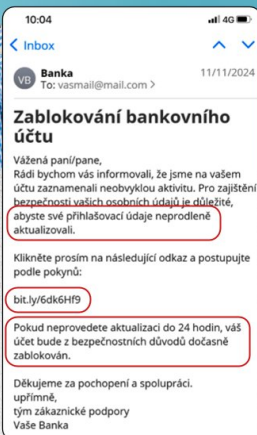 10:04
4G
Inbox
VB
Banka
11/11/2024
To: vasmail@mail.com >
Zablokování bankovního
účtu
Vážená paní/pane,
Rádi bychom vás informovali, že jsme na vašem
účtu zaznamenali neobvyklou aktivitu. Pro zajištění
bezpečnosti vašich osobních údajů je důležité,
abyste své přihlašovací údaje neprodleně
aktualizovali.
Klikněte prosím na následující odkaz a postupujte
podle pokynů:
bit.ly/6dk6Hf9
Pokud neprovedete aktualizaci do 24 hodin, váš
účet bude z bezpečnostních důvodů dočasně
zablokován.
Děkujeme za pochopení a spolupráci.
upřímně,
tým zákaznické podpory
Vaše Banka